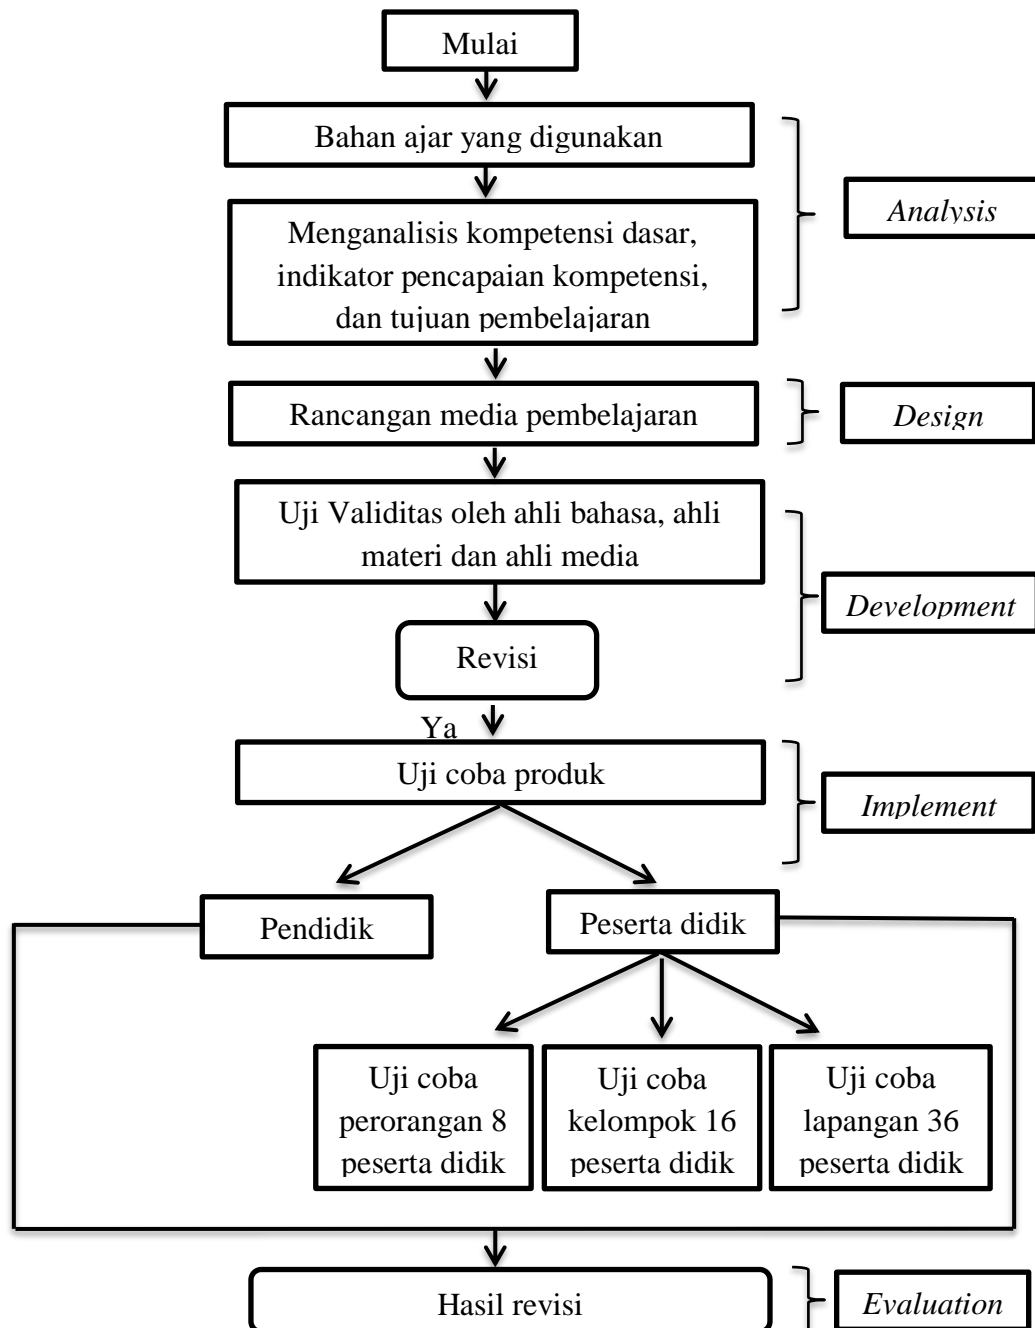 Mulai
Bahan ajar yang digunakan
Analysis
Menganalisis kompetensi dasar,
indikator pencapaian kompetensi,
dan tujuan pembelajaran
Rancangan media pembelajaran
Design
Uji Validitas oleh ahli bahasa, ahli
materi dan ahli media
Development
Revisi
Ya
Uji coba produk
Implement
Pendidik
Peserta didik
Uji coba
perorangan 8
peserta didik
Uji coba
kelompok 16
peserta didik
Uji coba
lapangan 36
peserta didik
Hasil revisi
Evaluation